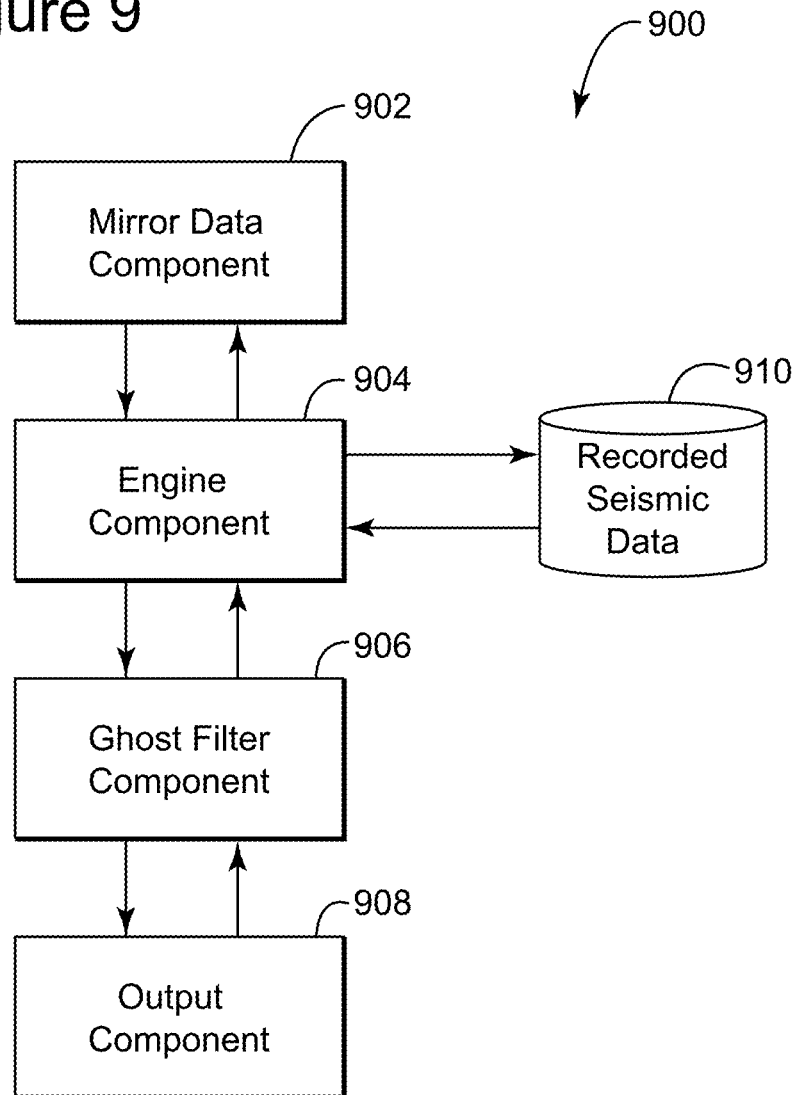 ure 9
900
902
Mirror Data
Component
904
910
Engine
Component
Recorded
Seismic
Data
906
Ghost Filter
Component
908
Output
Component